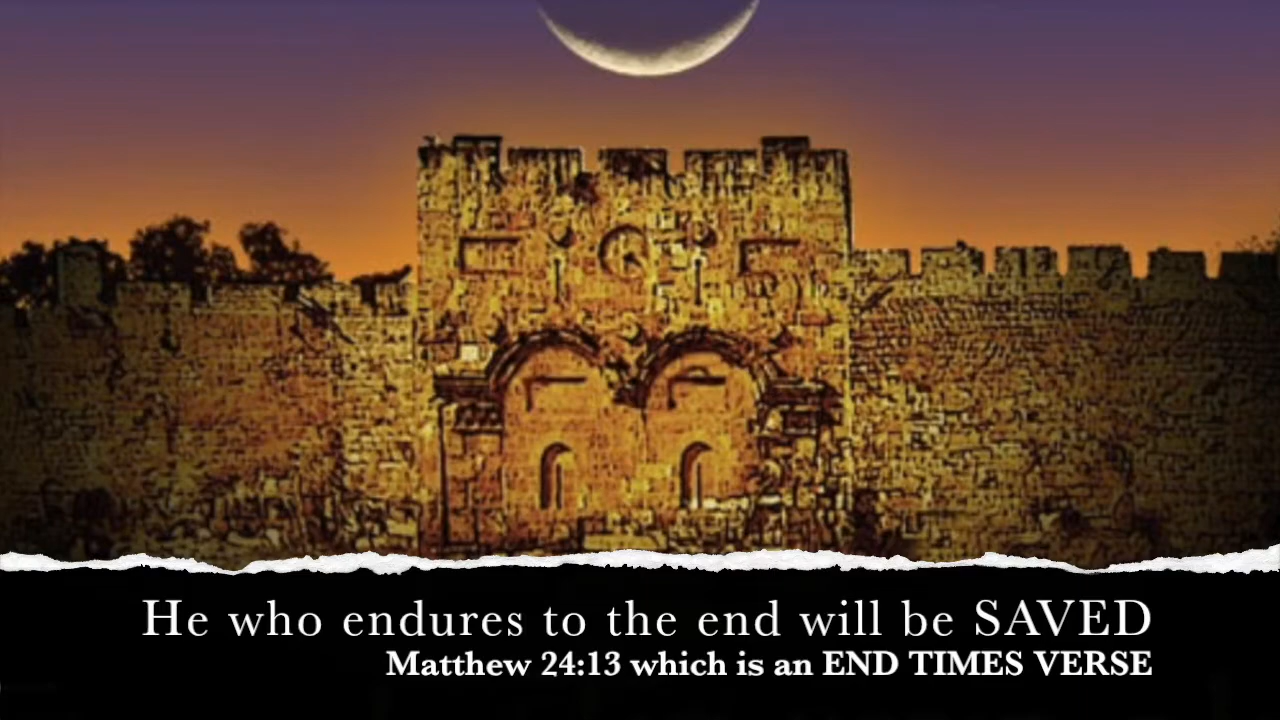 He who endures to the end will be SAVED
Matthew 24:13 which is an END TIMES VERSE